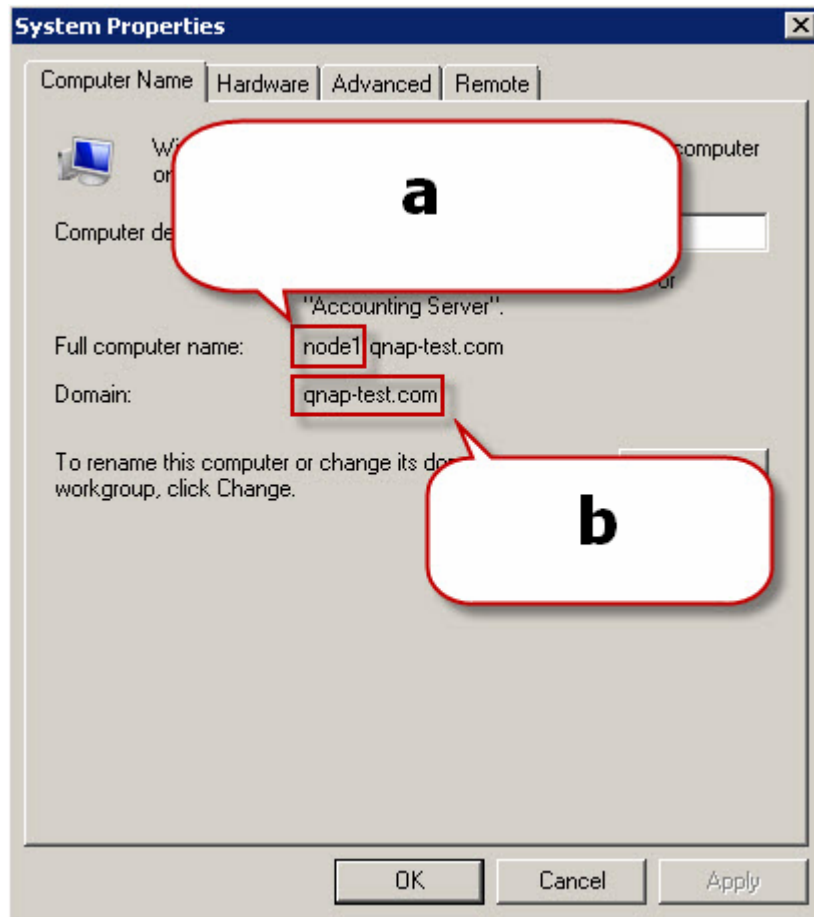 System Properties
Computer Name Hardware Advanced Remote
computer
a
Computer de
"Accounting Server".
Full computer name: node1.qnap-test.com
Domain: qnap-test.com
To rename this computer or change its
workgroup, click Change.
b
OK Cancel Apply